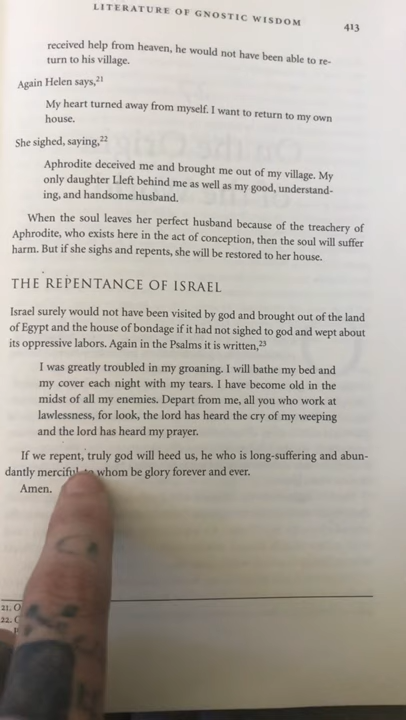 LITERATURE OF GNOSTIC WISDOM 413
received help from heaven, he would not have been able to re-
turn to his village.
Again Helen says,21
My heart turned away from myself. I want to return to my own
house.
She sighed, saying,22
Aphrodite deceived me and brought me out of my village. My
only daughter I left behind me as well as my good, understand-
ing, and handsome husband.
When the soul leaves her perfect husband because of the treachery of
Aphrodite, who exists here in the act of conception, then the soul will suffer
harm. But if she sighs and repents, she will be restored to her house.
THE REPENTANCE OF ISRAEL
Israel surely would not have been visited by god and brought out of the land
of Egypt and the house of bondage if it had not sighed to god and wept about
its oppressive labors. Again in the Psalms it is written,23
I was greatly troubled in my groaning. I will bathe my bed and
my cover each night with my tears. I have become old in the
midst of all my enemies. Depart from me, all you who work at
lawlessness, for look, the lord has heard the cry of my weeping
and the lord has heard my prayer.
If we repent, truly god will heed us, he who is long-suffering and abun-
dantly merciful, to whom be glory forever and ever.
Amen.
21. O
22.